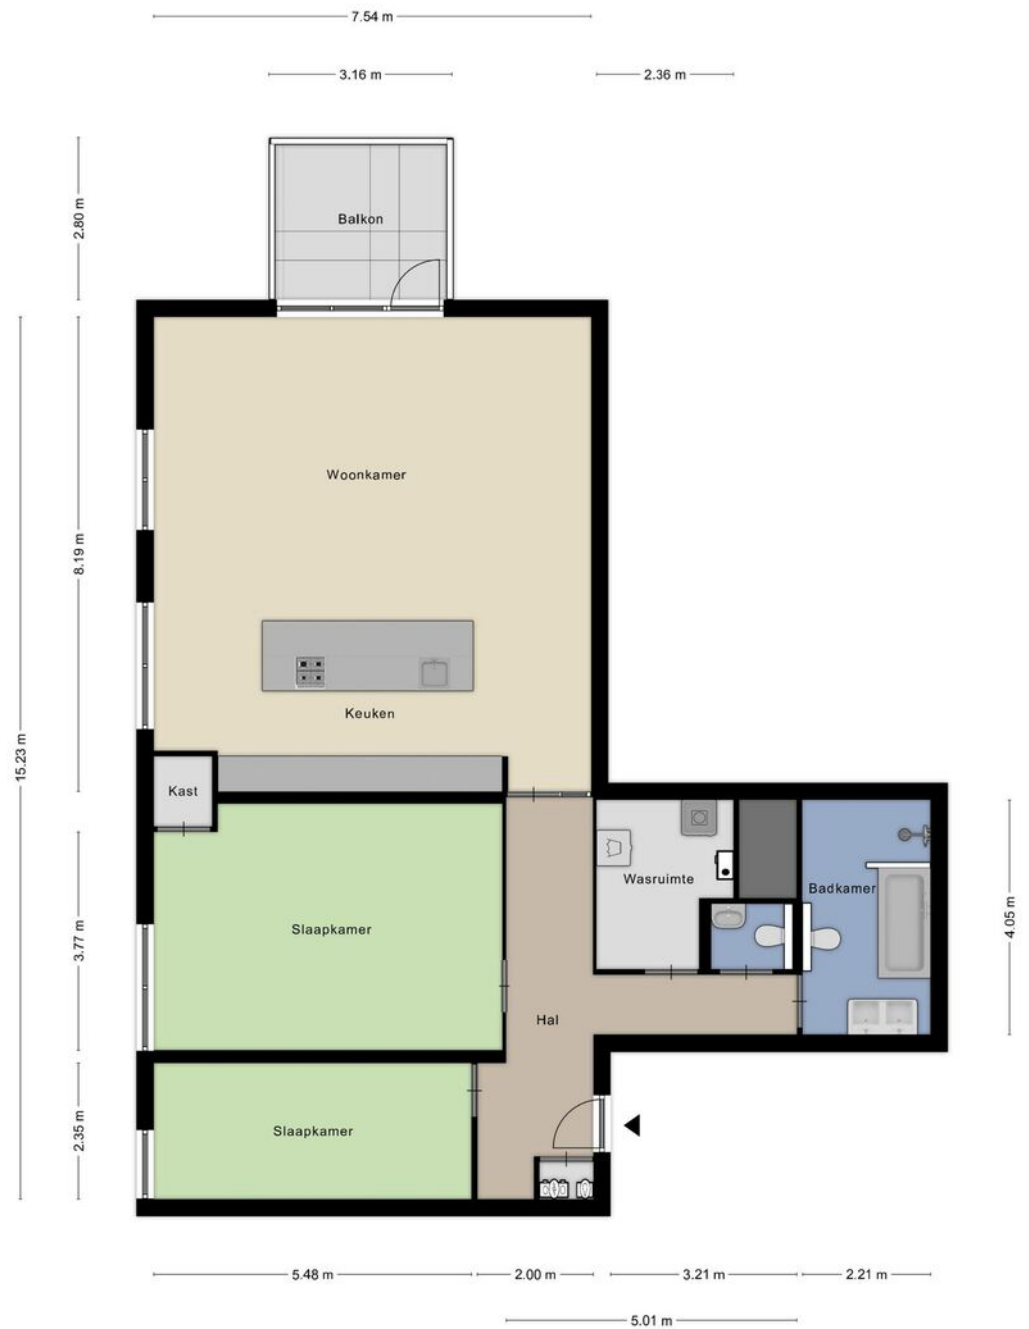 7.54 m
3.16 m
2.36 m
2.80 m
Balkon
Woonkamer
8.19 m
Keuken
15.23 m
Kast
Wasruimte
Badkamer
Slaapkamer
3.77 m
4.05 m
Hal
Slaapkamer
2.35 m
5.48 m
2.00 m
3.21 m
2.21 m
5.01 m